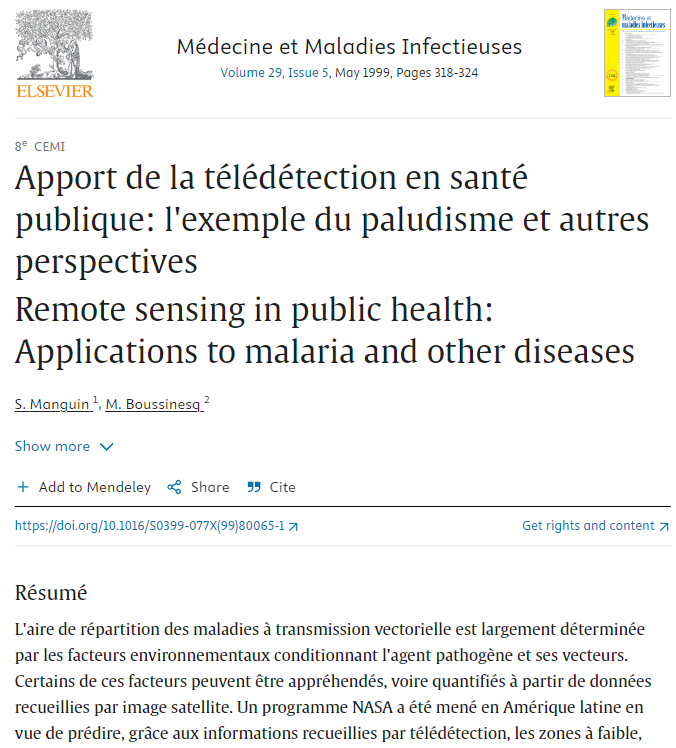 ELSEVIER
Médecine et Maladies Infectieuses
Volume 29, Issue 5, May 1999, Pages 318-324
Médecine et
maladies infectieuses
8e CEMI
Apport de la télédétection en santé
publique: l'exemple du paludisme et autres
perspectives
Remote sensing in public health:
Applications to malaria and other diseases
S. Manguin 1, M. Boussinesq 2
Show more
Add to Mendeley Share Cite
https://doi.org/10.1016/S0399-077X(99)80065-1 Get rights and content
Résumé
L'aire de répartition des maladies à transmission vectorielle est largement déterminée
par les facteurs environnementaux conditionnant l'agent pathogène et ses vecteurs.
Certains de ces facteurs peuvent être appréhendés, voire quantifiés à partir de données
recueillies par image satellite. Un programme NASA a été mené en Amérique latine en
vue de prédire, grâce aux informations recueillies par télédétection, les zones à faible,